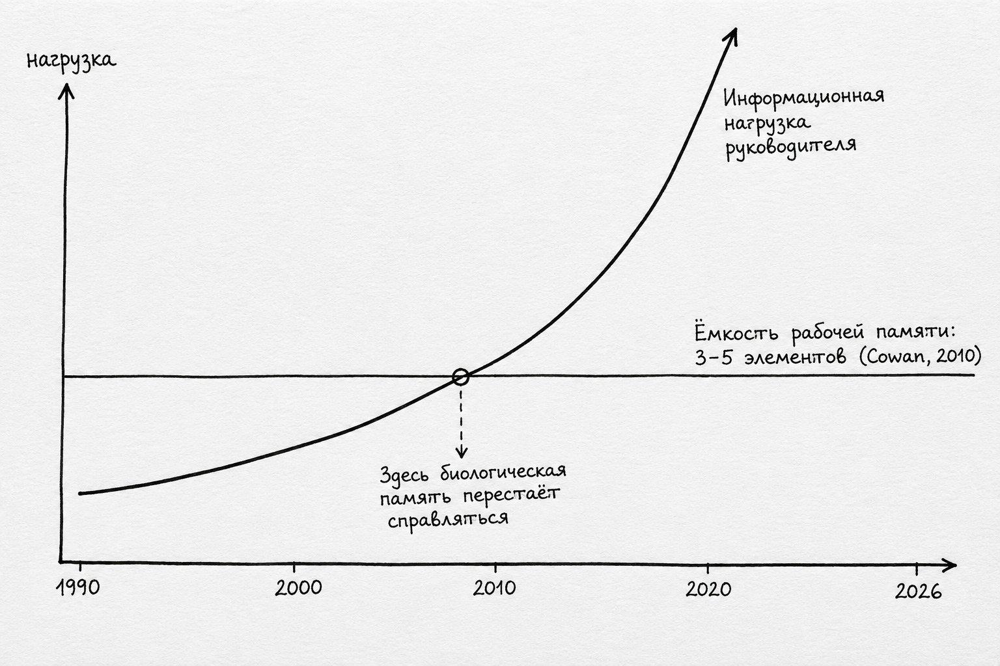 нагрузка
Информационная
нагрузка
руководителя
Ёмкость рабочей памяти:
3–5 элементов (Cowan, 2010)
Здесь биологическая
память перестаёт
справляться
1990
2000
2010
2020
2026